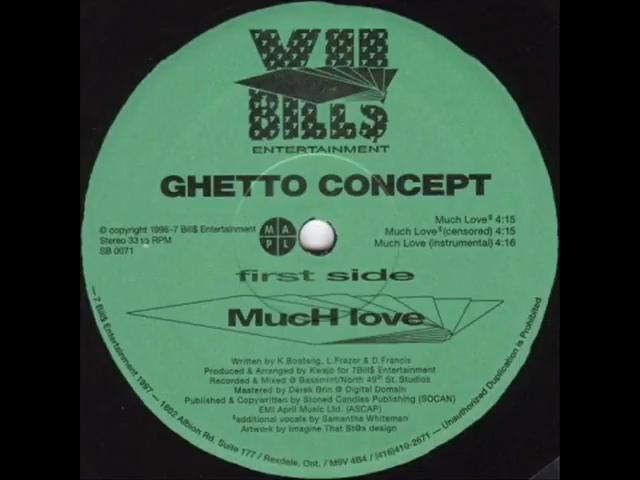 VII
BILL$
ENTERTAINMENT
GHETTO CONCEPT
Much Love$ 4:15
Much Love$(censored) 4:15
Much Love (instrumental) 4:16
© copyright 1996-7 Bill$ Entertainment
Stereo 33 1/3 RPM
SB 0071
M A P L
first side
MucH love
Written by K.Boateng, L.Frazor & D.Francis
Produced & Arranged by Kwajo for 7Bill$ Entertainment
Recorded & Mixed @ Bassmint/North 49th St. Studios
Mastered by Derek Brin @ Digital Domain
Published & Copywritten by Stoned Candles Publishing (SOCAN)
EMI April Music Ltd. (ASCAP)
$additional vocals by Samantha Whiteman
Artwork by Imagine That St@s design
— 7 Bill$ Entertainment 1997 — 1602 Albion Rd. Suite 177 / Rexdale, Ont. / M9V 4B4 / (416)410-2671 — Unauthorized Duplication is Prohibited